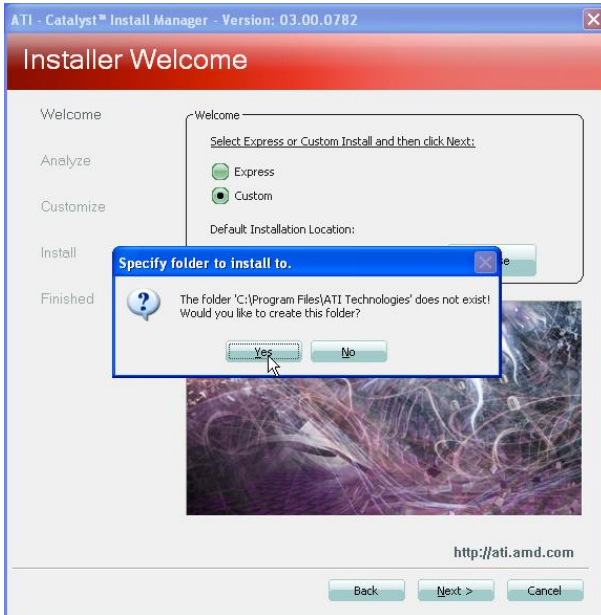 ATI - Catalyst™ Install Manager - Version: 03.00.0782
Installer Welcome
Welcome
Analyze
Customize
Install
Finished
Welcome
Select Express or Custom Install and then click Next:
Express
Custom
Default Installation Location:
Specify folder to install to.
The folder 'C:\Program Files\ATI Technologies' does not exist!
Would you like to create this folder?
Yes
No
http://ati.amd.com
Back
Next >
Cancel